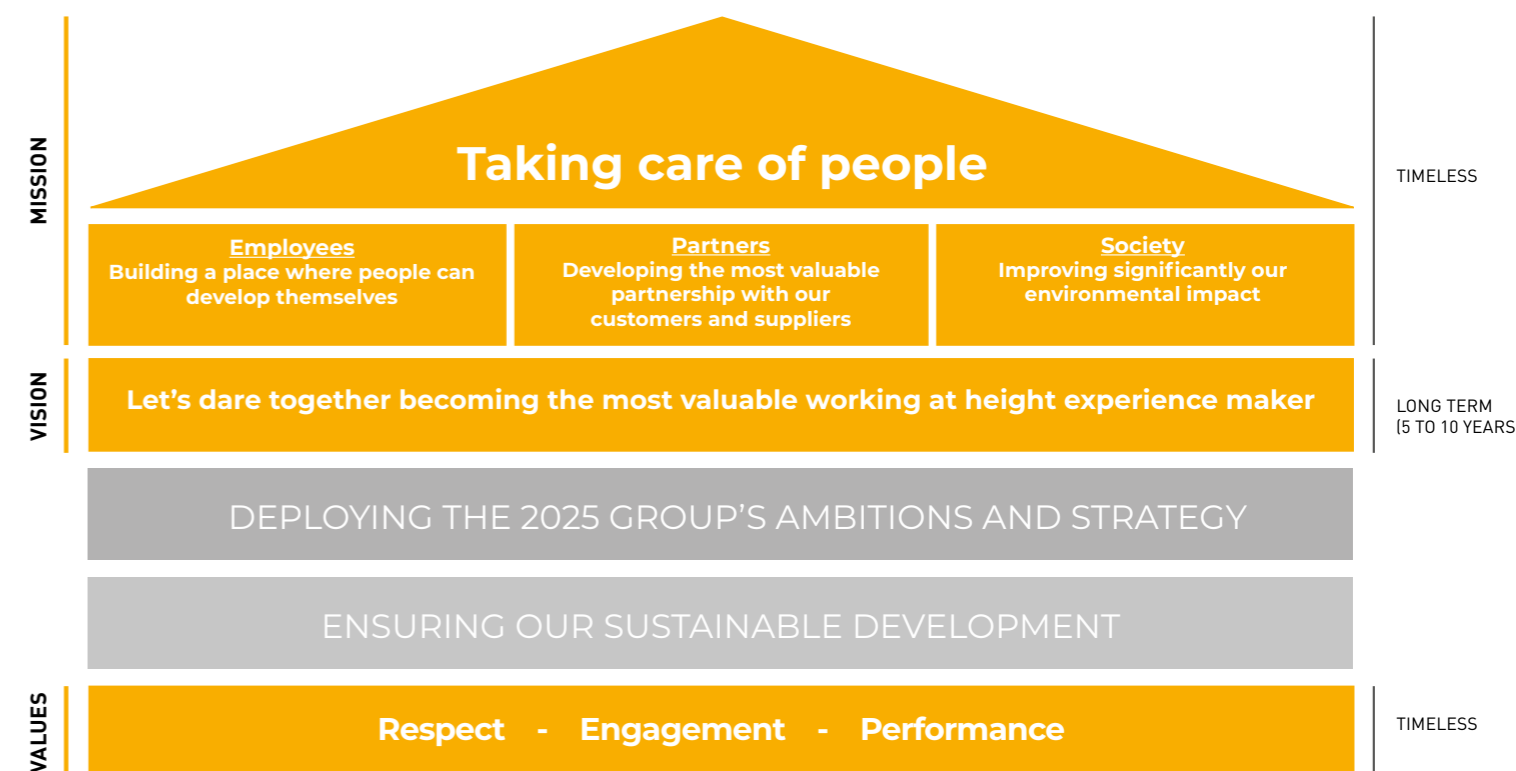 MISSION
Taking care of people
TIMELESS
Employees
Building a place where people can
develop themselves
Partners
Developing the most valuable
partnership with our
customers and suppliers
Society
Improving significantly our
environmental impact
VISION
Let’s dare together becoming the most valuable working at height experience maker
LONG TERM
(5 TO 10 YEARS
DEPLOYING THE 2025 GROUP’S AMBITIONS AND STRATEGY
ENSURING OUR SUSTAINABLE DEVELOPMENT
VALUES
Respect - Engagement - Performance
TIMELESS